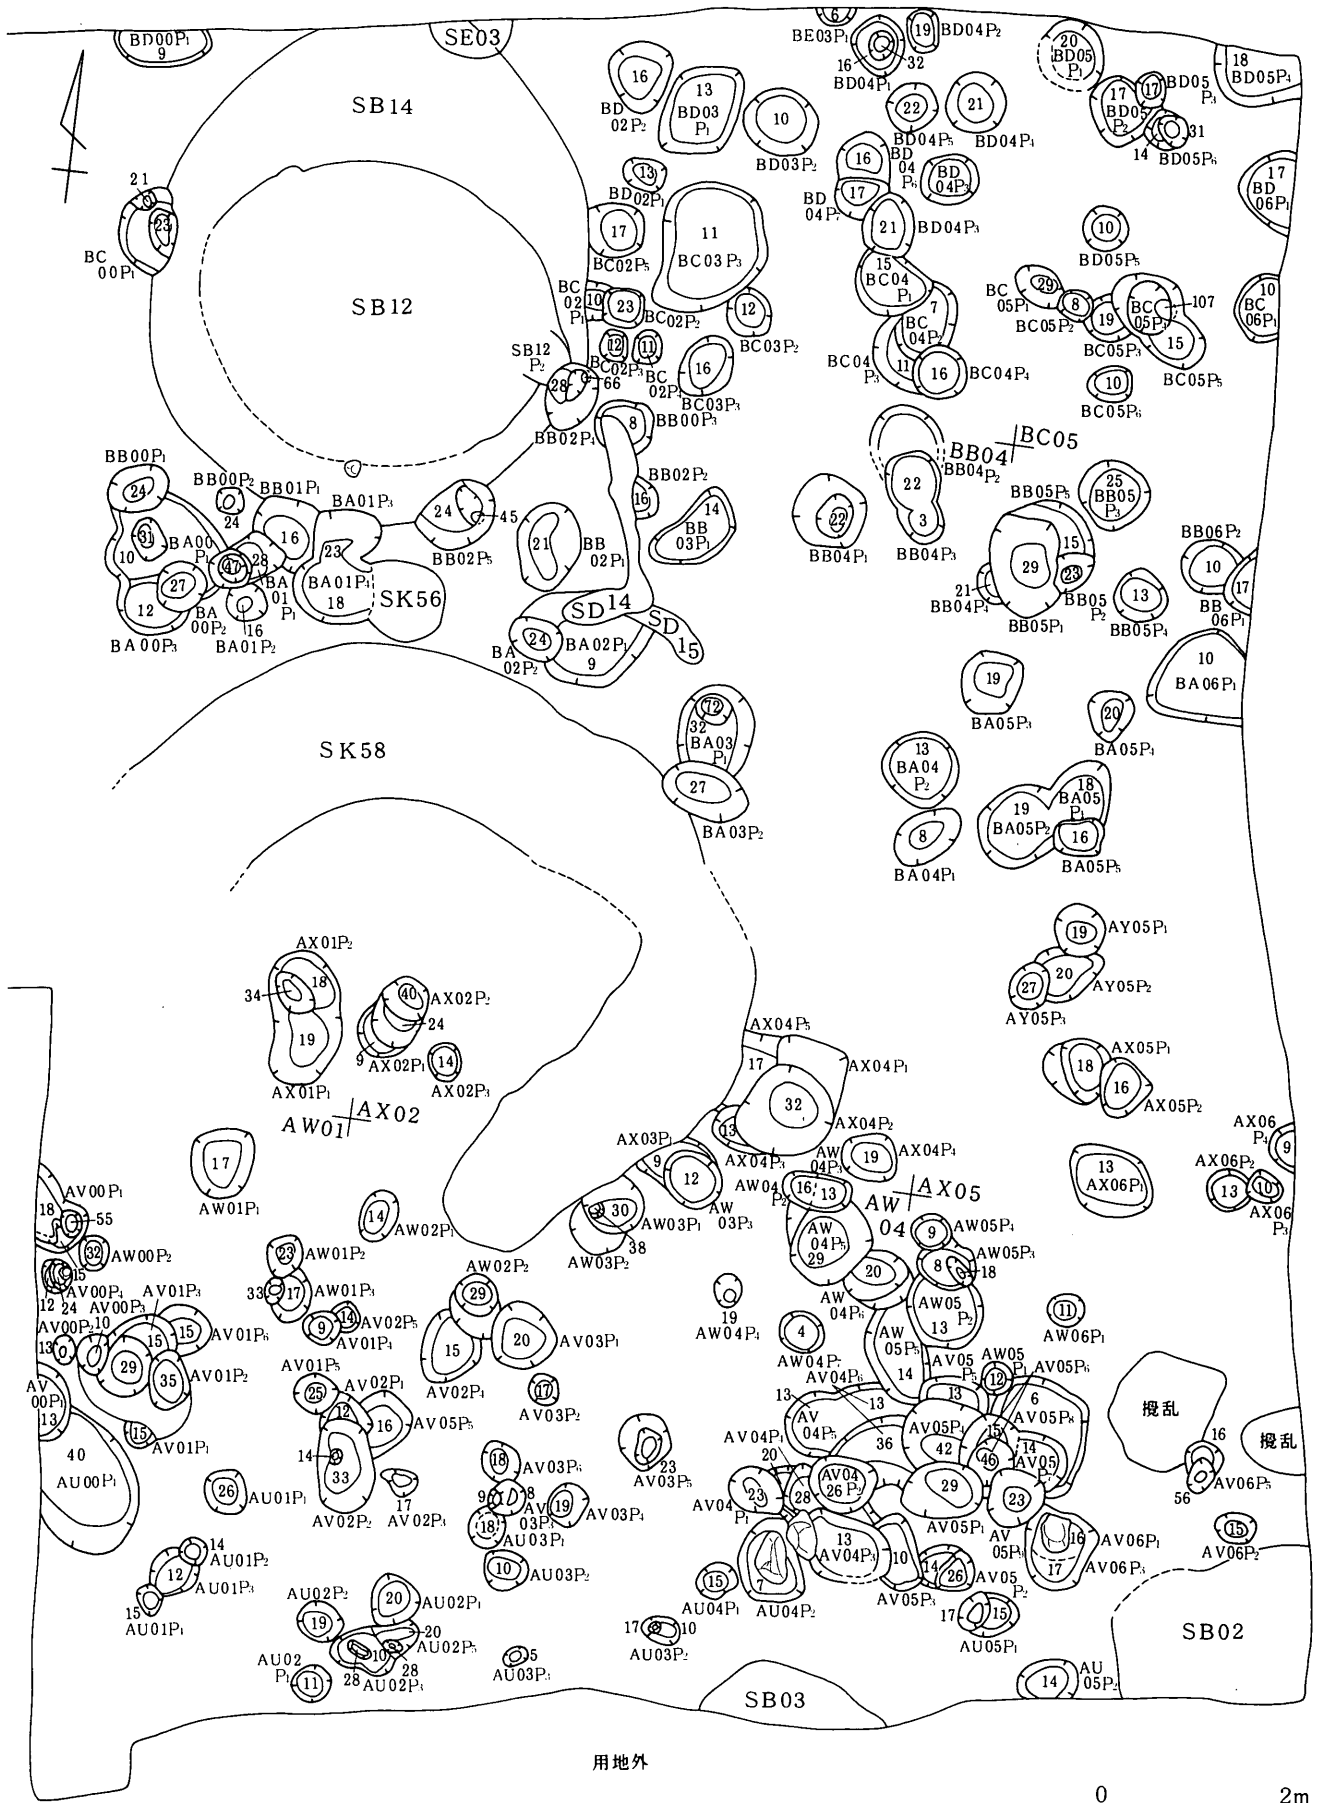 BD00P₁
9
SE03
SB14
SB12
21
23
BC
00P₁
16
BD
02P₂
13
BD03
P₁
10
BD03P₂
6
BE03P₁
16
32
BD04P₁
19
BD04P₂
22
BD04P₅
21
BD04P₄
20
BD05
P₁
17
BD05
P₂
17
BD05
P₃
31
14
BD05P₆
18
BD05P₄
13
BD02P₁
17
BC02P₅
11
BC03P₃
16
BD
04
P₆
17
BD
04P₇
BD
04P₃
21
BD04P₃
10
BD05P₅
17
BD
06P₁
BC
02
P₁
10
23
BC02P₂
12
BC03P₂
15
BC04
P₁
7
BC
04P₂
BC04
P₃
11
16
BC04P₄
29
BC
05P₁
8
BC05P₂
19
BC05P₃
BC
05P₄
107
15
BC05P₅
10
BC
06P₁
SB12
P₂
28
66
BB02P₄
12
BC02P₃
11
BC
02P₄
16
BC03P₃
8
BB00P₃
10
BC05P₆
BB04
BC05
BB04P₂
22
3
BB04P₃
BB00P₁
24
BB00P₂
24
BB01P₁
16
BA01P₃
23
24
45
BB02P₅
21
BB
02P₁
BB02P₂
16
14
BB
03P₁
22
BB04P₁
BB05P₅
15
29
21
BB04P₄
BB05P₁
23
BB05
P₂
25
BB05
P₃
13
BB05P₄
BB06P₂
10
17
BB
06P₁
31
10
BA00
P₁
47
28
27
12
BA00P₃
BA
00P₂
BA
01
P₁
16
BA01P₂
BA01P₁
18
SK56
SD14
SD
15
24
BA
02P₂
BA02P₁
9
SK58
72
32
BA03
P₁
27
BA03P₂
19
BA05P₃
20
BA05P₄
10
BA06P₁
13
BA04
P₂
8
BA04P₁
19
BA05P₂
18
BA05
P₁
16
BA05P₅
19
AY05P₁
20
AY05P₂
27
AY05P₃
AX01P₂
34
18
19
AX01P₁
40
AX02P₂
24
9
AX02P₁
14
AX02P₃
AW01
AX02
AX04P₅
17
AX04P₁
32
AX04P₂
13
AX04P₃
19
AX04P₄
18
AX05P₁
16
AX05P₂
13
AX06P₁
AX06
P₄
9
AX06P₂
13
10
AX06
P₃
17
AW01P₁
14
AW02P₁
AX03P₁
9
12
AW
03P₃
30
AW03P₁
38
AW03P₂
AW
04P₃
AW04
P₂
16
13
AW
04P₅
29
20
AW
04P₆
AX05
AW
04
9
AW05P₄
AW05P₃
8
18
AW05
P₂
13
11
AW06P₁
AV00P₁
18
55
32
AW00P₂
15
AV00P₄
12
24
23
AW01P₂
33
17
AW01P₃
14
AV02P₅
9
AV01P₄
AW02P₂
29
15
AV02P₄
20
AV03P₁
17
AV03P₂
19
AW04P₄
4
AW04P₇
AW
05P₅
14
AV00P₃
AV01P₃
AV00P₂
10
13
15
15
AV01P₆
29
35
AV01P₂
15
AV01P₁
AV
00P₁
13
40
AU00P₁
AV01P₅
25
AV02P₁
12
16
AV05P₅
14
33
AV02P₂
17
AV02P₃
26
AU01P₁
18
AV03P₆
9
8
AV
03P₃
18
AU03P₁
19
AV03P₄
23
AV03P₅
10
AU03P₂
AV04P₆
13
13
AV
04P₅
36
AV04P₄
20
23
AV04
P₁
28
AV04
26
P₂
AV05
P₅
13
AW05
P₁
12
AV05P₆
6
AV05P₈
AV05P₄
42
15
46
14
AV05
P₇
29
AV05P₁
23
AV
05P₉
13
AV04P₃
10
AV05P₃
14
26
AV05
P₂
16
AV06P₁
17
AV06P₃
攪乱
攪乱
16
56
AV06P₅
15
AV06P₂
14
AU01P₂
12
AU01P₃
15
AU01P₁
AU02P₂
19
20
AU02P₁
20
AU02P₅
10
28
28
AU02P₃
AU02
P₁
11
5
AU03P₃
15
AU04P₁
7
AU04P₂
17
10
AU03P₂
17
15
AU05P₁
14
AU
05P₂
SB02
SB03
用地外
0
2m